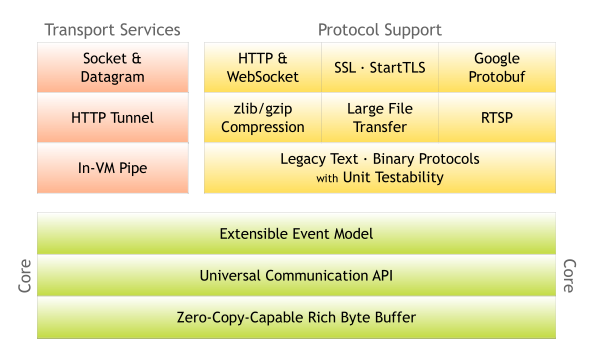 Transport Services
Protocol Support
Socket &
Datagram
HTTP &
WebSocket
SSL · StartTLS
Google
Protobuf
HTTP Tunnel
zlib/gzip
Compression
Large File
Transfer
RTSP
In-VM Pipe
Legacy Text · Binary Protocols
with Unit Testability
Core
Extensible Event Model
Universal Communication API
Zero-Copy-Capable Rich Byte Buffer
Core